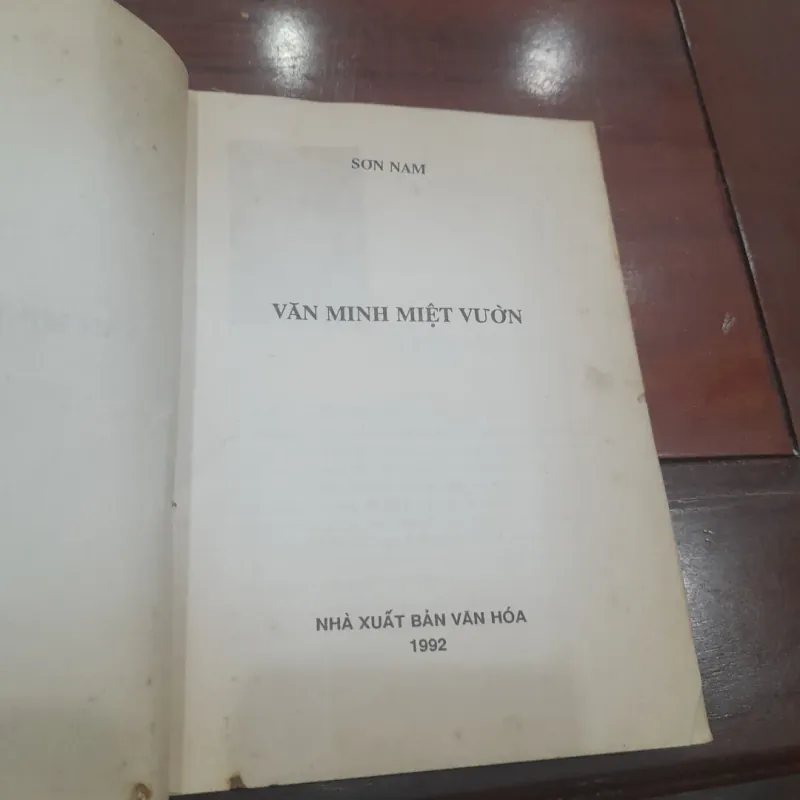 SƠN NAM
VĂN MINH MIỆT VƯỜN
NHÀ XUẤT BẢN VĂN HÓA
1992